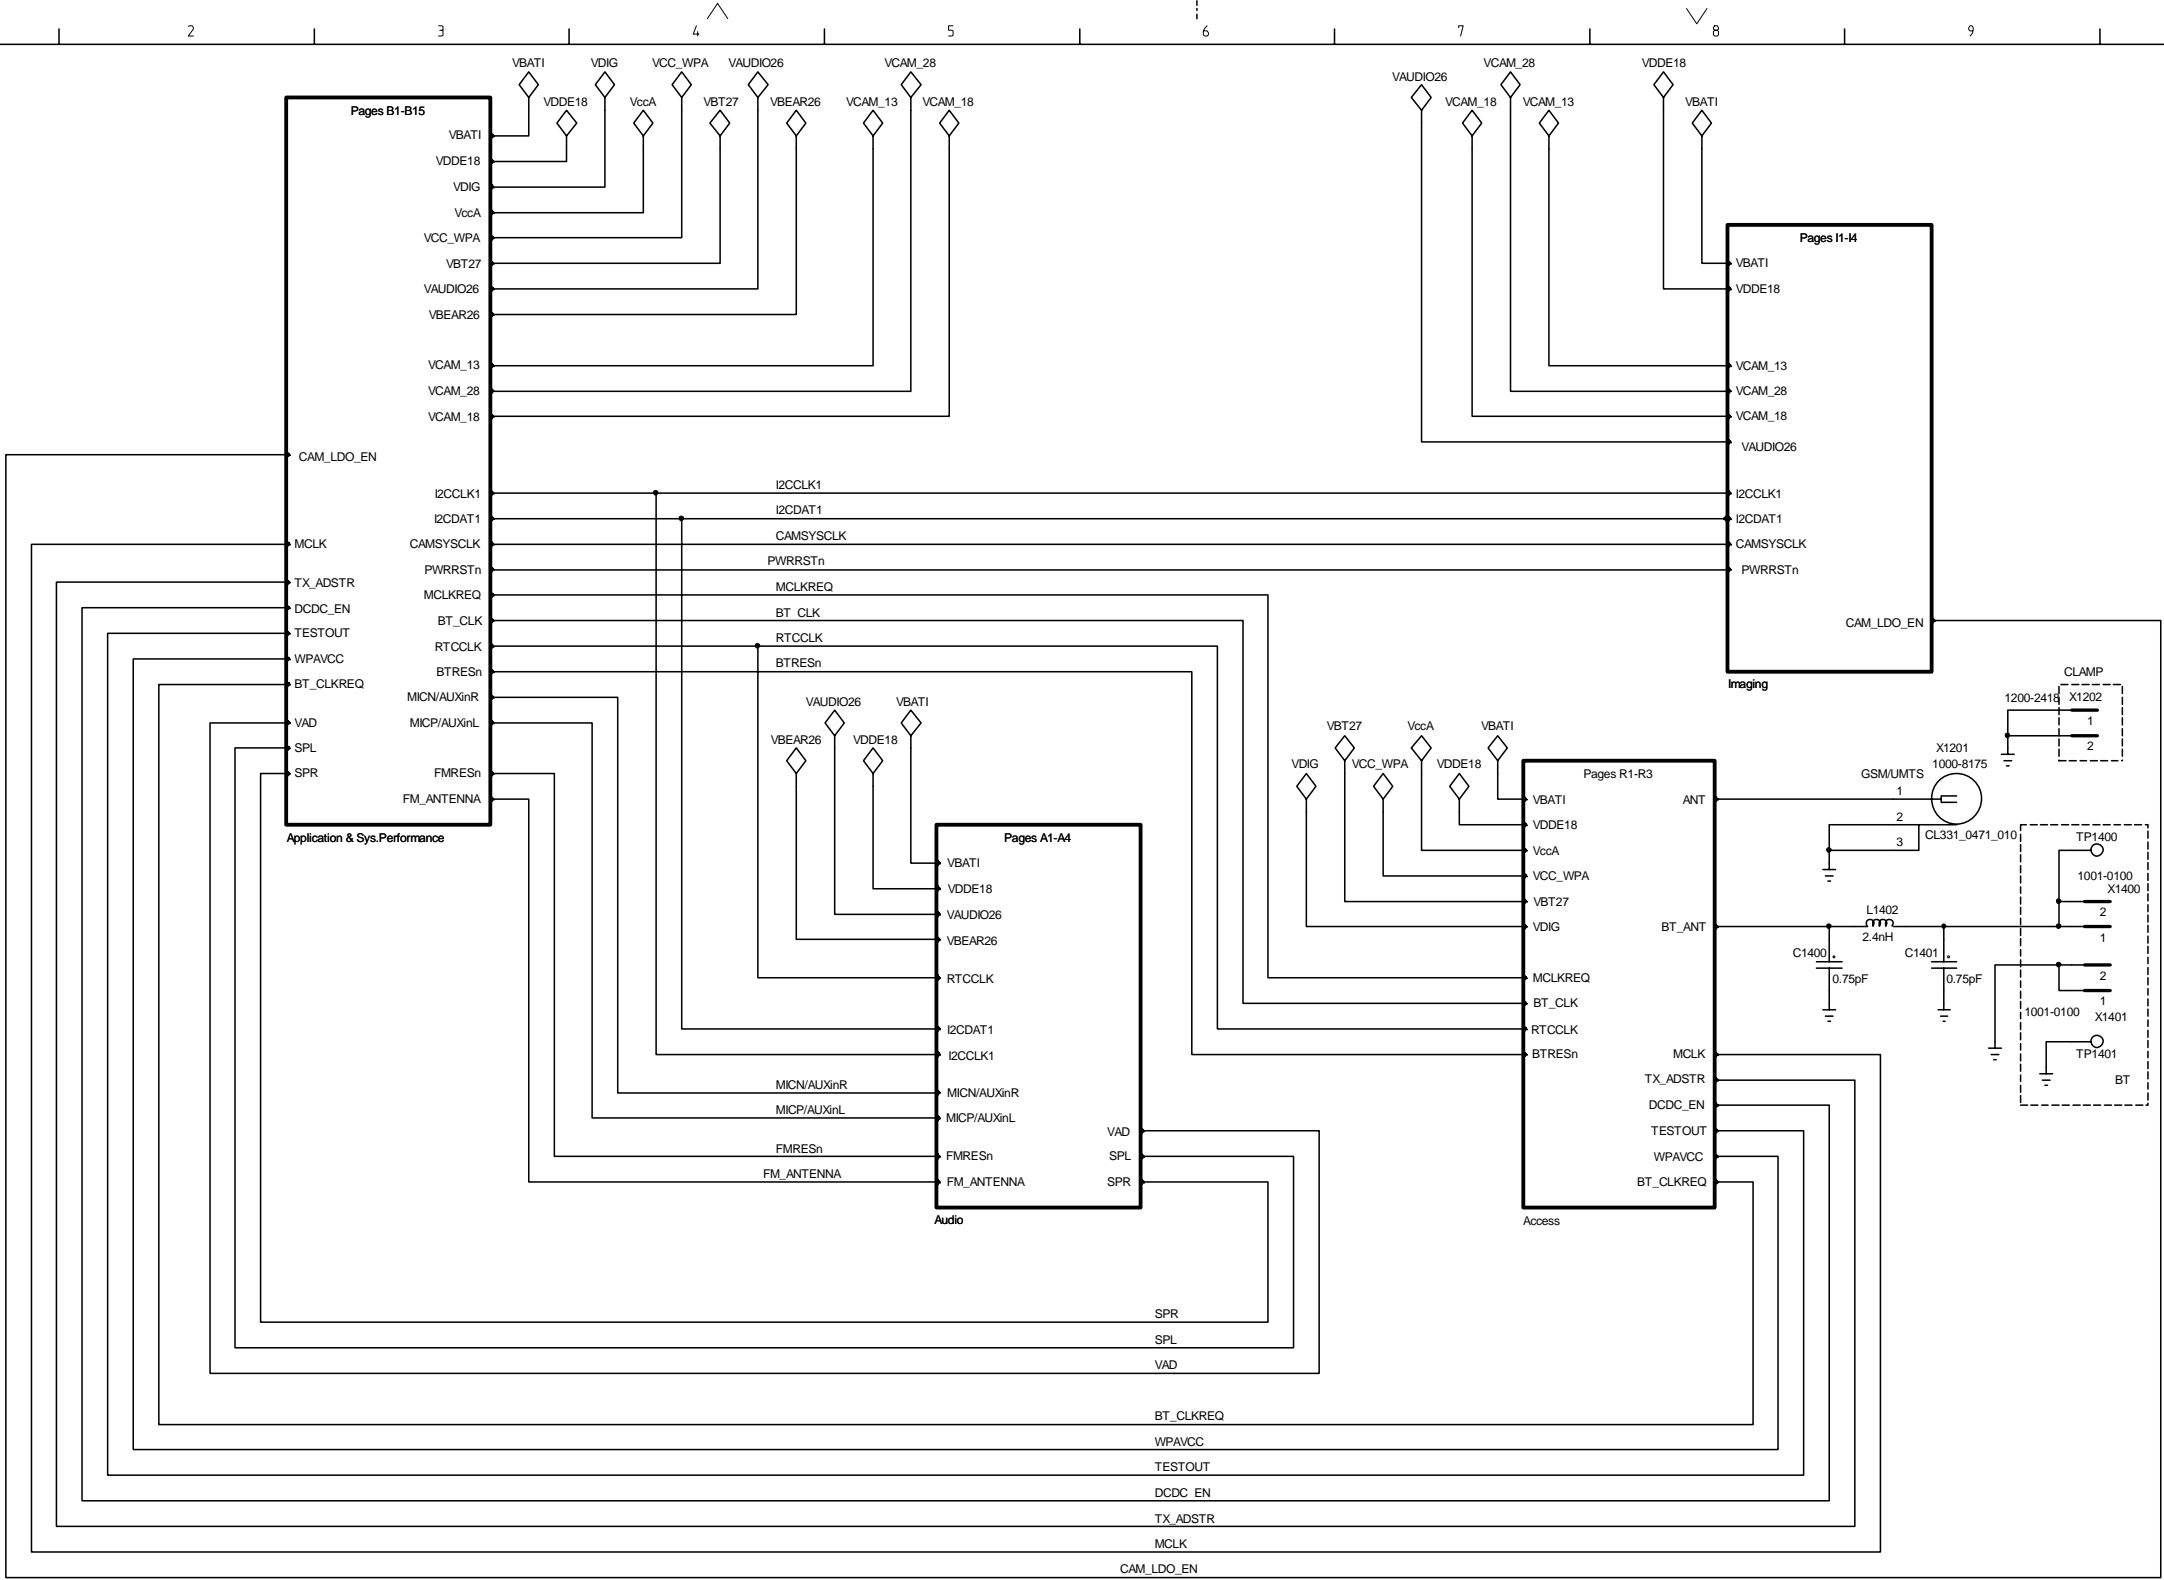 2 3 4 5 6 7 8 9
VBATI VDIG VCC_WPA VAUDIO26 VCAM_28
VDDE18 VccA VBT27 VBEAR26 VCAM_13 VCAM_18
VAUDIO26 VCAM_28 VDDE18
VCAM_18 VCAM_13 VBATI
Pages B1-B15
VBATI
VDDE18
VDIG
VccA
VCC_WPA
VBT27
VAUDIO26
VBEAR26
VCAM_13
VCAM_28
VCAM_18
CAM_LDO_EN
I2CCLK1
I2CDAT1
MCLK
CAMSYSCLK
PWRRSTn
TX_ADSTR
MCLKREQ
DCDC_EN
BT_CLK
TESTOUT
RTCCLK
WPAVCC
BTRESn
BT_CLKREQ
MICN/AUXinR
VAD
MICP/AUXinL
SPL
SPR
FMRESn
FM_ANTENNA
Application & Sys.Performance
I2CCLK1
I2CDAT1
CAMSYSCLK
PWRRSTn
MCLKREQ
BT_CLK
RTCCLK
BTRESn
Pages I1-I4
VBATI
VDDE18
VCAM_13
VCAM_28
VCAM_18
VAUDIO26
I2CCLK1
I2CDAT1
CAMSYSCLK
PWRRSTn
CAM_LDO_EN
Imaging
CLAMP
1200-2418 X1202
1
2
VAUDIO26 VBATI
VBEAR26 VDDE18
Pages A1-A4
VBATI
VDDE18
VAUDIO26
VBEAR26
RTCCLK
I2CDAT1
I2CCLK1
MICN/AUXinR
MICP/AUXinL
VAD
FMRESn
SPL
FM_ANTENNA
SPR
Audio
MICN/AUXinR
MICP/AUXinL
FMRESn
FM_ANTENNA
VBT27 VccA VBATI
VDIG VCC_WPA VDDE18
Pages R1-R3
VBATI
ANT
VDDE18
VccA
VCC_WPA
VBT27
VDIG
BT_ANT
MCLKREQ
BT_CLK
RTCCLK
BTRESn
MCLK
TX_ADSTR
DCDC_EN
TESTOUT
WPAVCC
BT_CLKREQ
Access
X1201
1000-8175
GSM/UMTS
1
2
3
CL331_0471_010
TP1400
1001-0100
X1400
2
1
L1402
2.4nH
C1400
0.75pF
C1401
0.75pF
2
1
1001-0100
X1401
TP1401
BT
SPR
SPL
VAD
BT_CLKREQ
WPAVCC
TESTOUT
DCDC_EN
TX_ADSTR
MCLK
CAM_LDO_EN